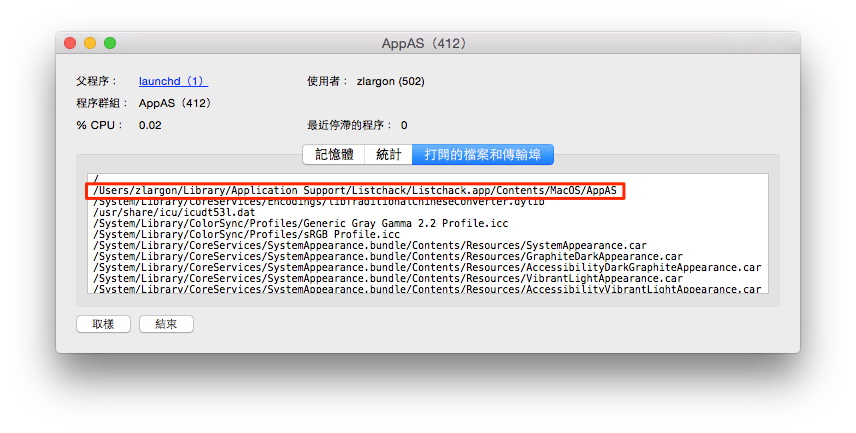 AppAS（412）
父程序： launchd（1） 使用者： zlargon (502)
程序群組： AppAS（412）
% CPU： 0.02 最近停滯的程序： 0
記憶體 統計 打開的檔案和傳輸埠
/
/Users/zlargon/Library/Application Support/Listchack/Listchack.app/Contents/MacOS/AppAS
/System/Library/CoreServices/Encodings/libTraditionalChineseConverter.dylib
/usr/share/icu/icudt53l.dat
/System/Library/ColorSync/Profiles/Generic Gray Gamma 2.2 Profile.icc
/System/Library/ColorSync/Profiles/sRGB Profile.icc
/System/Library/CoreServices/SystemAppearance.bundle/Contents/Resources/SystemAppearance.car
/System/Library/CoreServices/SystemAppearance.bundle/Contents/Resources/GraphiteDarkAppearance.car
/System/Library/CoreServices/SystemAppearance.bundle/Contents/Resources/AccessibilityDarkGraphiteAppearance.car
/System/Library/CoreServices/SystemAppearance.bundle/Contents/Resources/VibrantLightAppearance.car
/System/Library/CoreServices/SystemAppearance.bundle/Contents/Resources/AccessibilityVibrantLightAppearance.car
取樣 結束